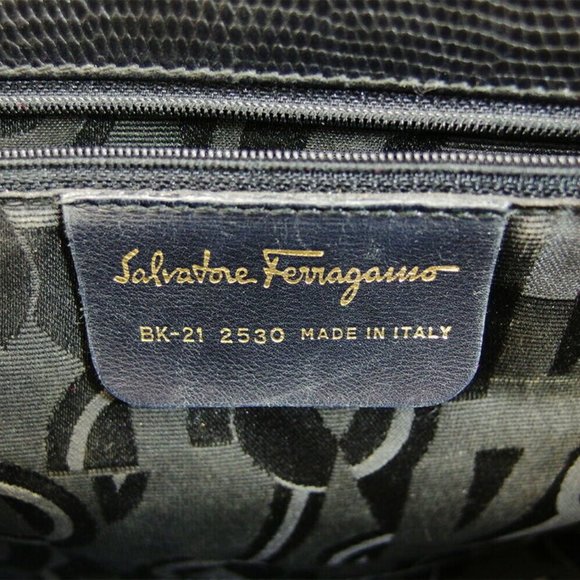 Salvatore Ferragamo
BK-21 2530 MADE IN ITALY